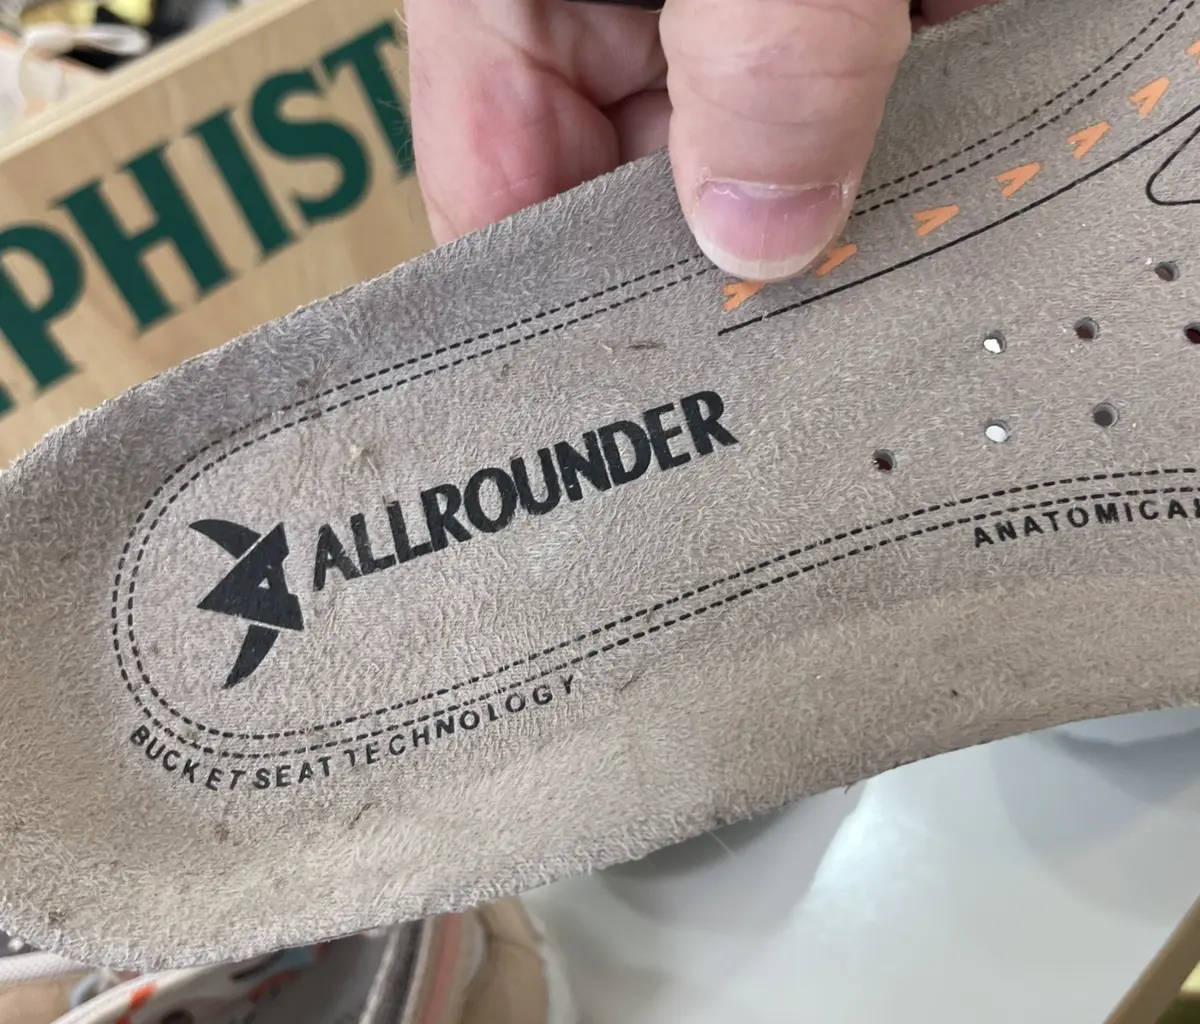 PHIST
ALLROUNDER
ANATOMICAL
BUCKET SEAT TECHNOLOGY